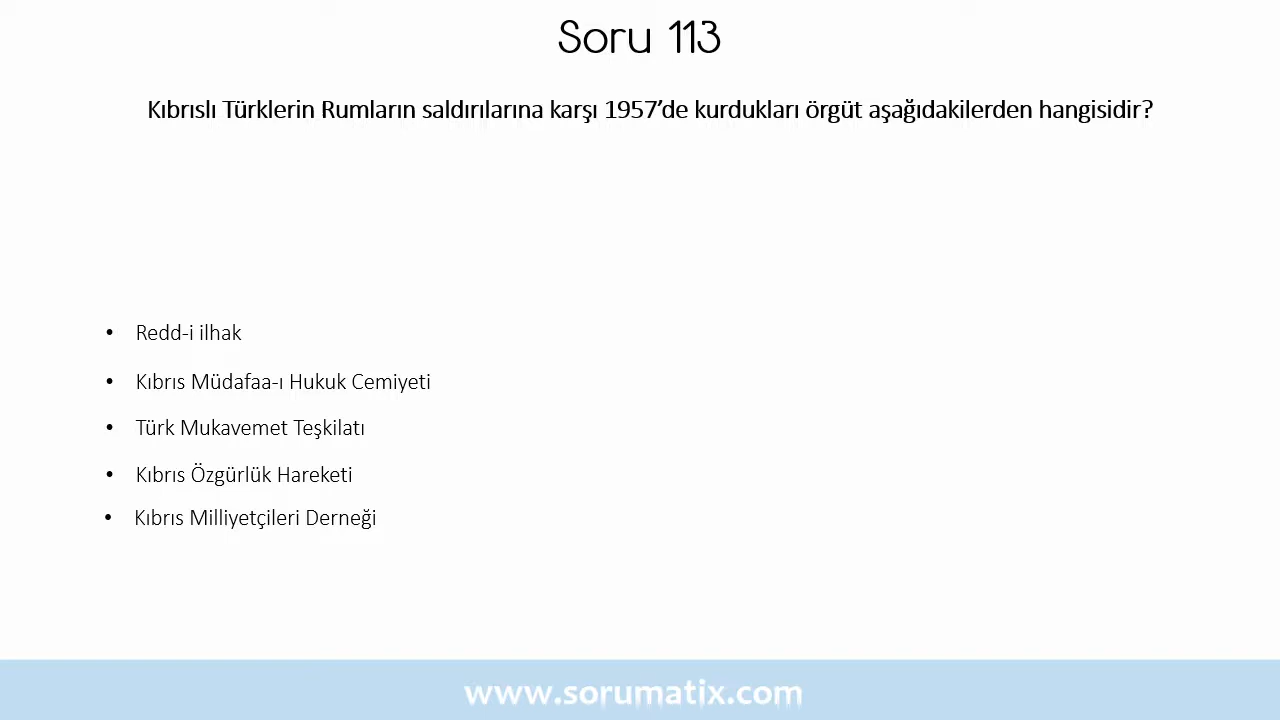 Soru 113
Kıbrıslı Türklerin Rumların saldırılarına karşı 1957’de kurdukları örgüt aşağıdakilerden hangisidir?
• Redd-i ilhak
• Kıbrıs Müdafaa-ı Hukuk Cemiyeti
• Türk Mukavemet Teşkilatı
• Kıbrıs Özgürlük Hareketi
• Kıbrıs Milliyetçileri Derneği
www.sorumatix.com